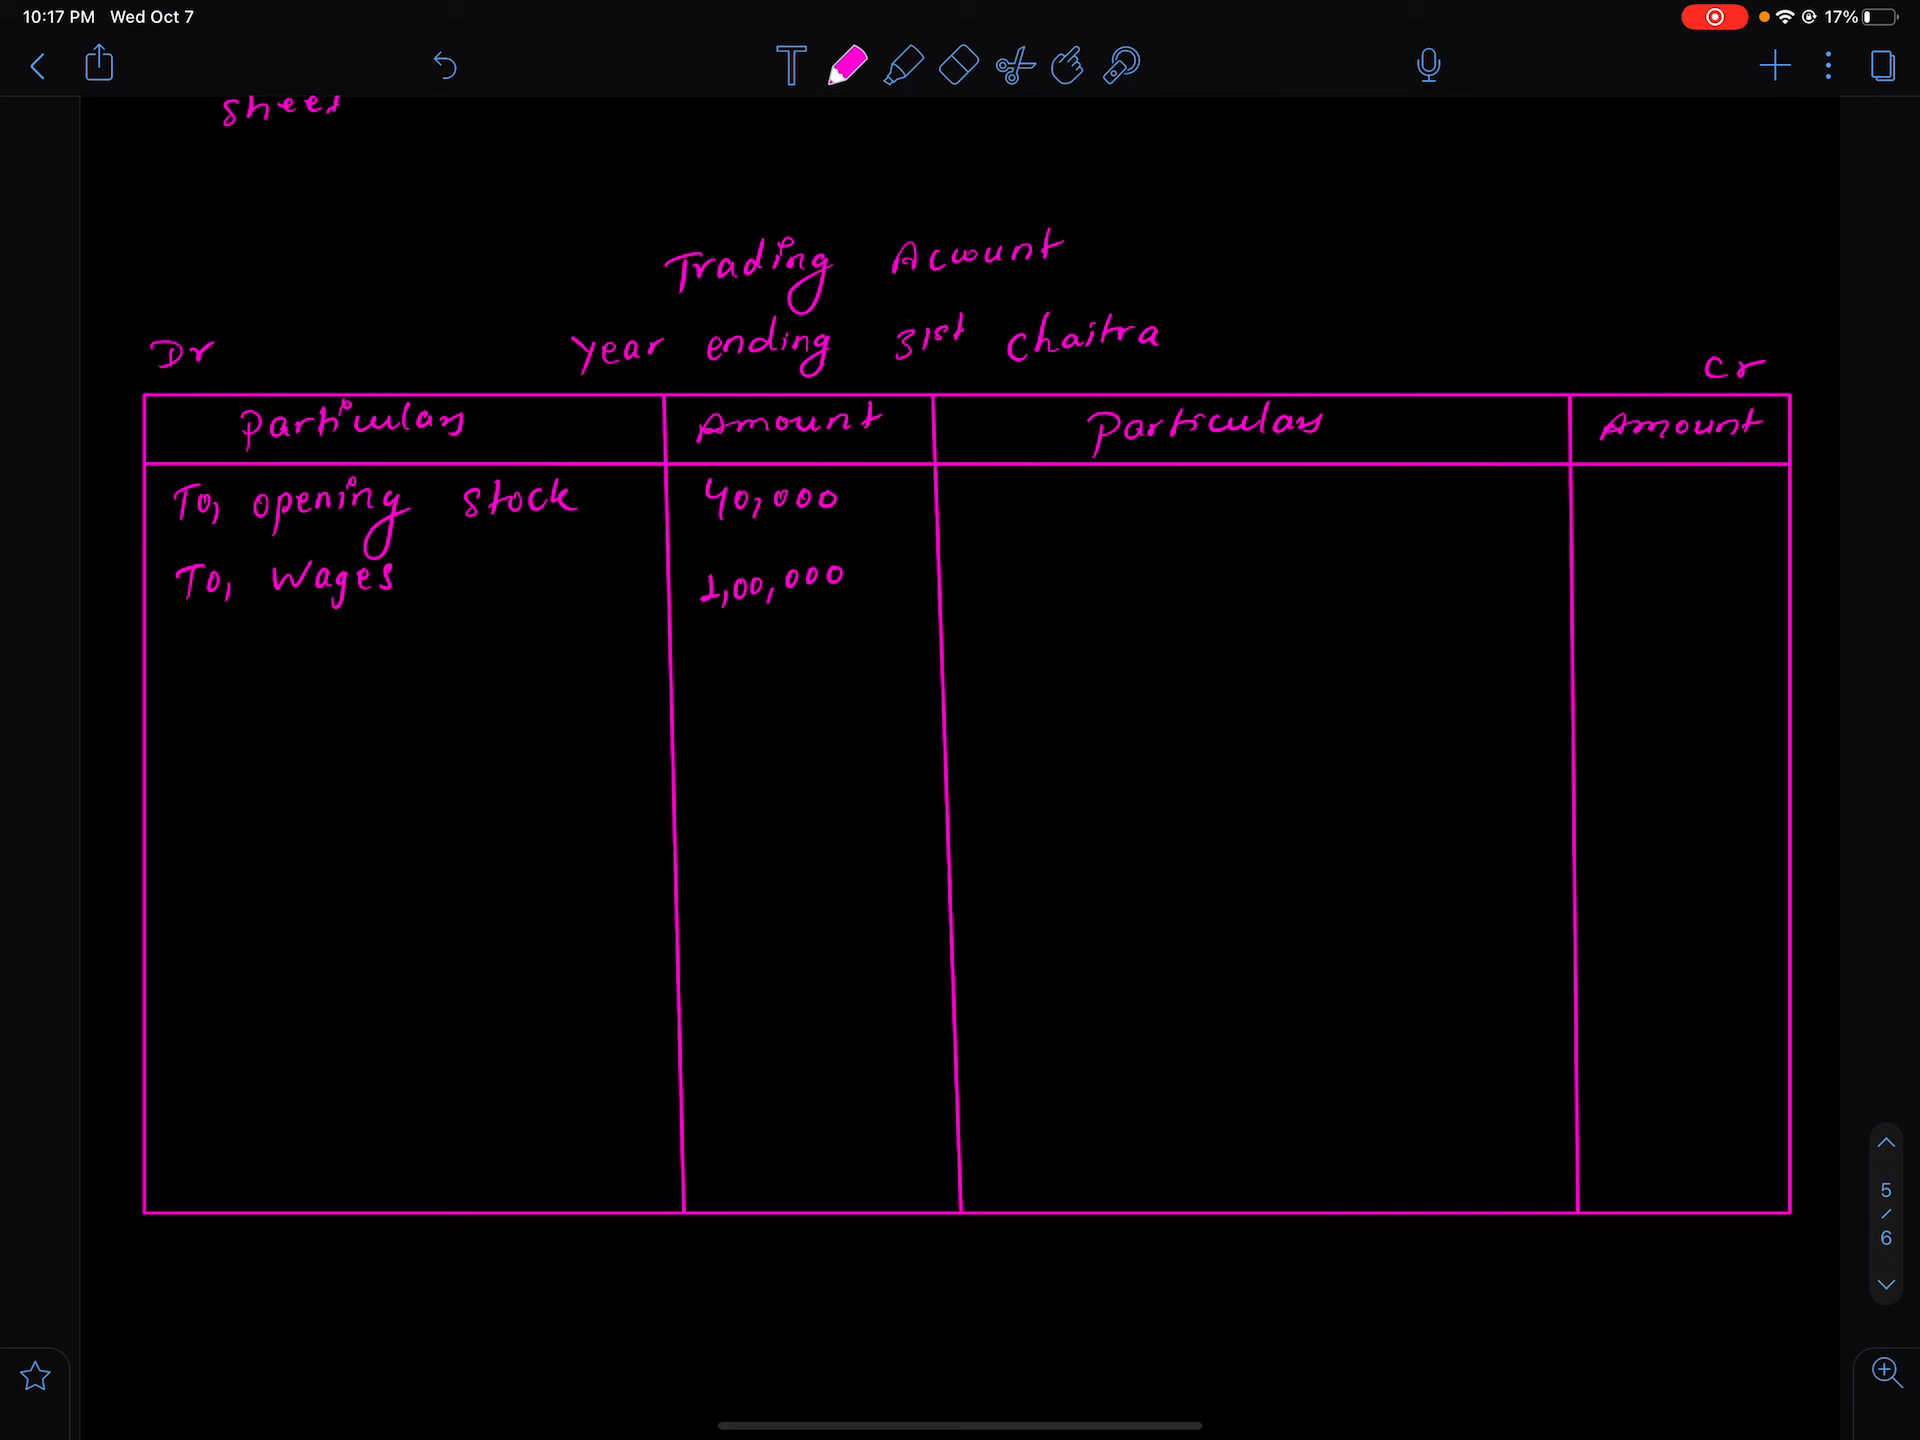 10:17 PM Wed Oct 7 17%
T
sheet
Trading Account
Dr year ending 31st chaitra Cr
Particulars Amount Particulars Amount
To, opening stock 40,000
To, wages 1,00,000
5
/
6